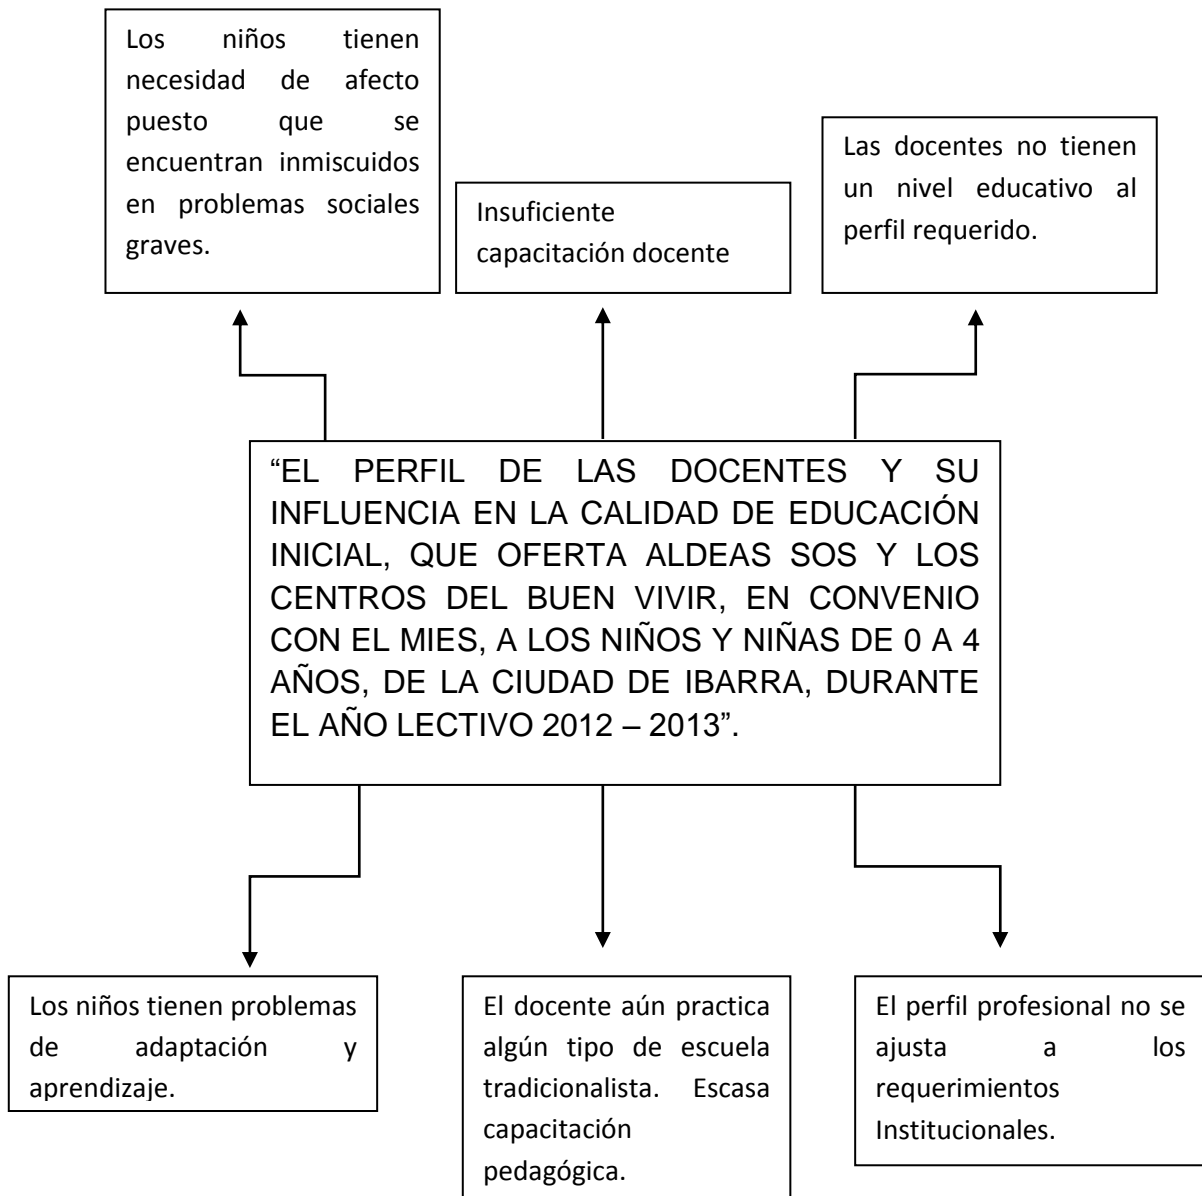 Los niños tienen
necesidad de afecto
puesto que se
encuentran inmiscuidos
en problemas sociales
graves.
Insuficiente
capacitación docente
Las docentes no tienen
un nivel educativo al
perfil requerido.
“EL PERFIL DE LAS DOCENTES Y SU
INFLUENCIA EN LA CALIDAD DE EDUCACIÓN
INICIAL, QUE OFERTA ALDEAS SOS Y LOS
CENTROS DEL BUEN VIVIR, EN CONVENIO
CON EL MIES, A LOS NIÑOS Y NIÑAS DE 0 A 4
AÑOS, DE LA CIUDAD DE IBARRA, DURANTE
EL AÑO LECTIVO 2012 – 2013”.
Los niños tienen problemas
de adaptación y
aprendizaje.
El docente aún practica
algún tipo de escuela
tradicionalista. Escasa
capacitación
pedagógica.
El perfil profesional no se
ajusta a los
requerimientos
Institucionales.